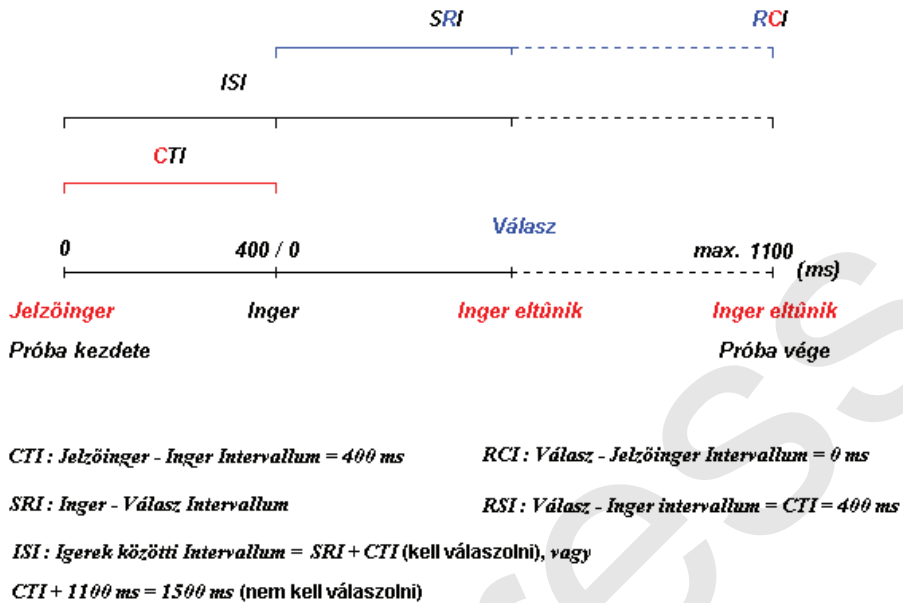 SRI RCI
ISI
CTI
Válasz
0 400 / 0 max. 1100
(ms)
Jelzöinger Inger Inger eltûnik Inger eltûnik
Próba kezdete Próba vége
CTI : Jelzöinger - Inger Intervallum = 400 ms RCI : Válasz - Jelzöinger Intervallum = 0 ms
SRI : Inger - Válasz Intervallum RSI : Válasz - Inger intervallum = CTI = 400 ms
ISI : Igerek közötti Intervallum = SRI + CTI (kell válaszolni), vagy
CTI + 1100 ms = 1500 ms (nem kell válaszolni)
ress